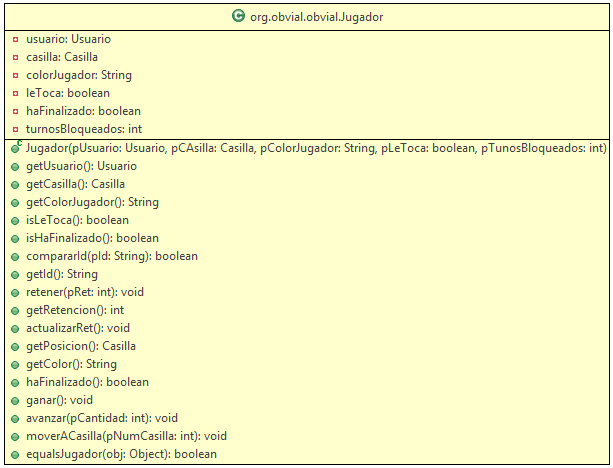 org.obvial.obvial.Jugador
usuario: Usuario
casilla: Casilla
colorJugador: String
leToca: boolean
haFinalizado: boolean
turnosBloqueados: int
Jugador(pUsuario: Usuario, pCAsilla: Casilla, pColorJugador: String, pLeToca: boolean, pTunosBloqueados: int)
getUsuario(): Usuario
getCasilla(): Casilla
getColorJugador(): String
isLeToca(): boolean
isHaFinalizado(): boolean
compararId(pId: String): boolean
getId(): String
retener(pRet: int): void
getRetencion(): int
actualizarRet(): void
getPosicion(): Casilla
getColor(): String
haFinalizado(): boolean
ganar(): void
avanzar(pCantidad: int): void
moverACasilla(pNumCasilla: int): void
equalsJugador(obj: Object): boolean